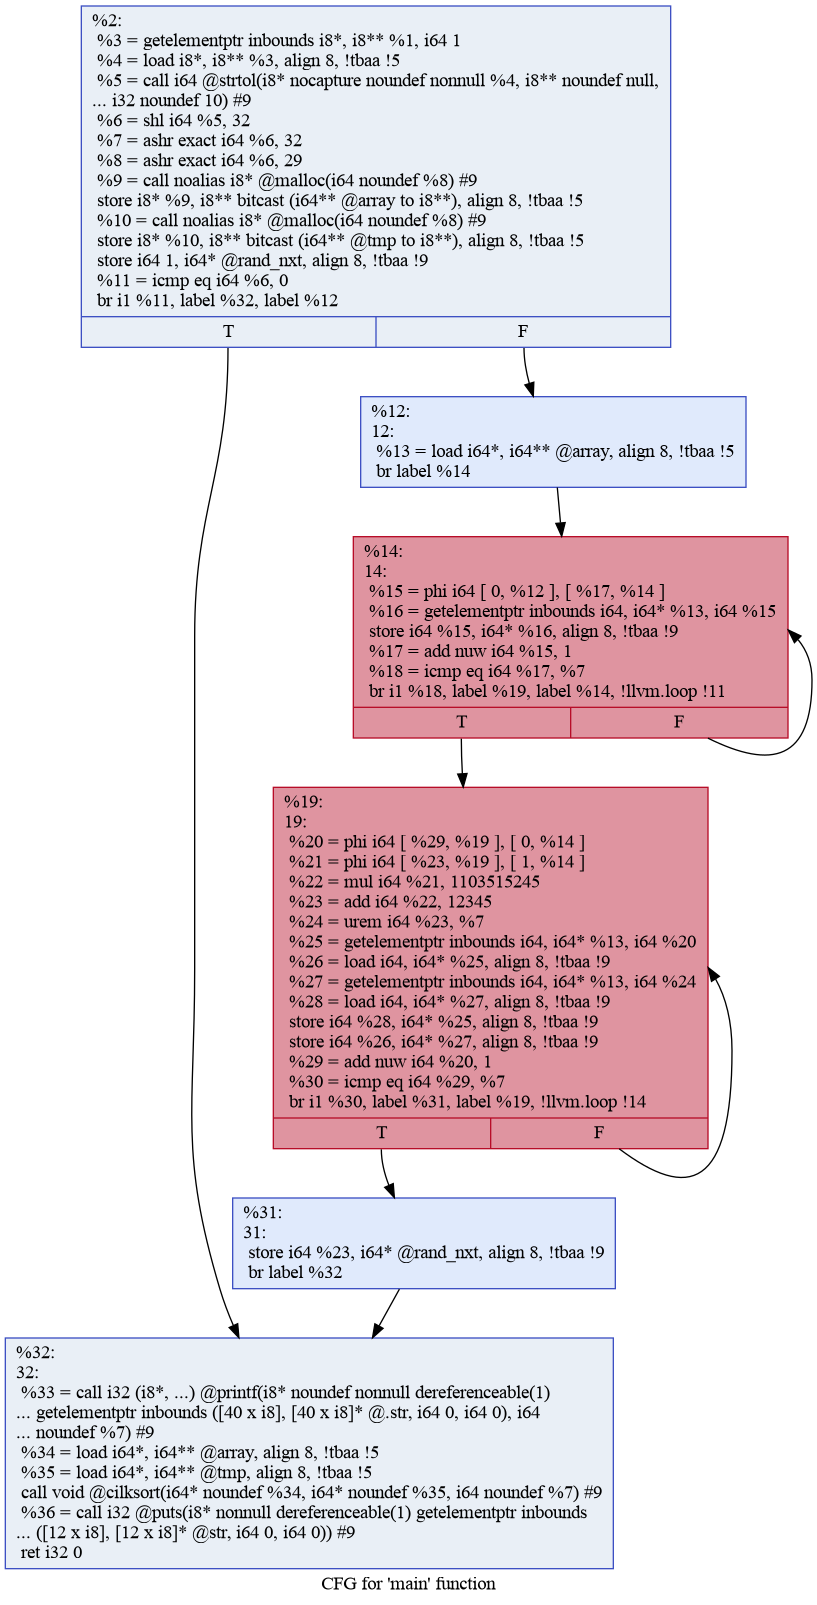 %2:
%3 = getelementptr inbounds i8*, i8** %1, i64 1
%4 = load i8*, i8** %3, align 8, !tbaa !5
%5 = call i64 @strtol(i8* nocapture noundef nonnull %4, i8** noundef null,
... i32 noundef 10) #9
%6 = shl i64 %5, 32
%7 = ashr exact i64 %6, 32
%8 = ashr exact i64 %6, 29
%9 = call noalias i8* @malloc(i64 noundef %8) #9
store i8* %9, i8** bitcast (i64** @array to i8**), align 8, !tbaa !5
%10 = call noalias i8* @malloc(i64 noundef %8) #9
store i8* %10, i8** bitcast (i64** @tmp to i8**), align 8, !tbaa !5
store i64 1, i64* @rand_nxt, align 8, !tbaa !9
%11 = icmp eq i64 %6, 0
br i1 %11, label %32, label %12
T F
%12:
12:
%13 = load i64*, i64** @array, align 8, !tbaa !5
br label %14
%14:
14:
%15 = phi i64 [ 0, %12 ], [ %17, %14 ]
%16 = getelementptr inbounds i64, i64* %13, i64 %15
store i64 %15, i64* %16, align 8, !tbaa !9
%17 = add nuw i64 %15, 1
%18 = icmp eq i64 %17, %7
br i1 %18, label %19, label %14, !llvm.loop !11
T F
%19:
19:
%20 = phi i64 [ %29, %19 ], [ 0, %14 ]
%21 = phi i64 [ %23, %19 ], [ 1, %14 ]
%22 = mul i64 %21, 1103515245
%23 = add i64 %22, 12345
%24 = urem i64 %23, %7
%25 = getelementptr inbounds i64, i64* %13, i64 %20
%26 = load i64, i64* %25, align 8, !tbaa !9
%27 = getelementptr inbounds i64, i64* %13, i64 %24
%28 = load i64, i64* %27, align 8, !tbaa !9
store i64 %28, i64* %25, align 8, !tbaa !9
store i64 %26, i64* %27, align 8, !tbaa !9
%29 = add nuw i64 %20, 1
%30 = icmp eq i64 %29, %7
br i1 %30, label %31, label %19, !llvm.loop !14
T F
%31:
31:
store i64 %23, i64* @rand_nxt, align 8, !tbaa !9
br label %32
%32:
32:
%33 = call i32 (i8*, ...) @printf(i8* noundef nonnull dereferenceable(1)
... getelementptr inbounds ([40 x i8], [40 x i8]* @.str, i64 0, i64 0), i64
... noundef %7) #9
%34 = load i64*, i64** @array, align 8, !tbaa !5
%35 = load i64*, i64** @tmp, align 8, !tbaa !5
call void @cilksort(i64* noundef %34, i64* noundef %35, i64 noundef %7) #9
%36 = call i32 @puts(i8* nonnull dereferenceable(1) getelementptr inbounds
... ([12 x i8], [12 x i8]* @str, i64 0, i64 0)) #9
ret i32 0
CFG for 'main' function